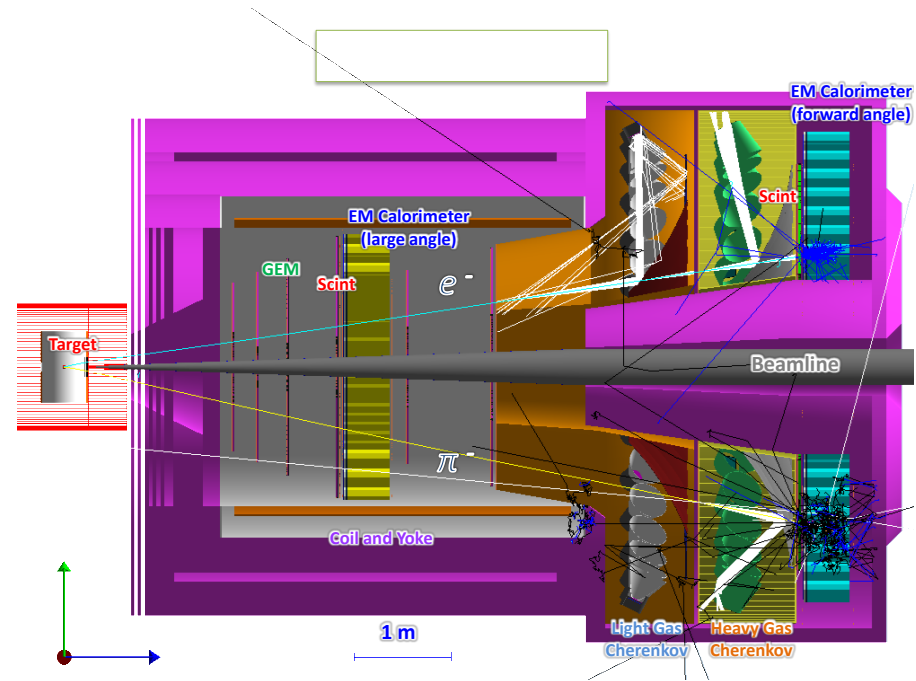 EM Calorimeter
(forward angle)
Scint
EM Calorimeter
(large angle)
GEM
Scint
e⁻
Target
Beamline
π⁻
Coil and Yoke
1 m
Light Gas
Cherenkov
Heavy Gas
Cherenkov